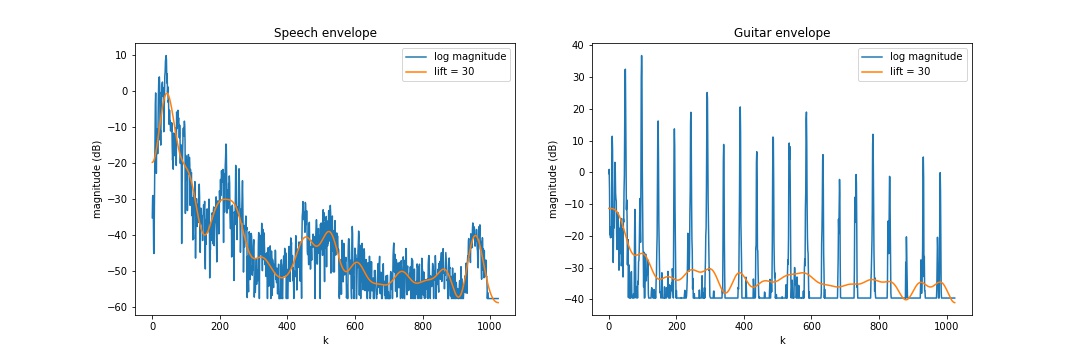 Speech envelope
log magnitude
lift = 30
10
0
−10
−20
−30
−40
−50
−60
magnitude (dB)
0
200
400
600
800
1000
k
Guitar envelope
log magnitude
lift = 30
40
30
20
10
0
−10
−20
−30
−40
magnitude (dB)
0
200
400
600
800
1000
k